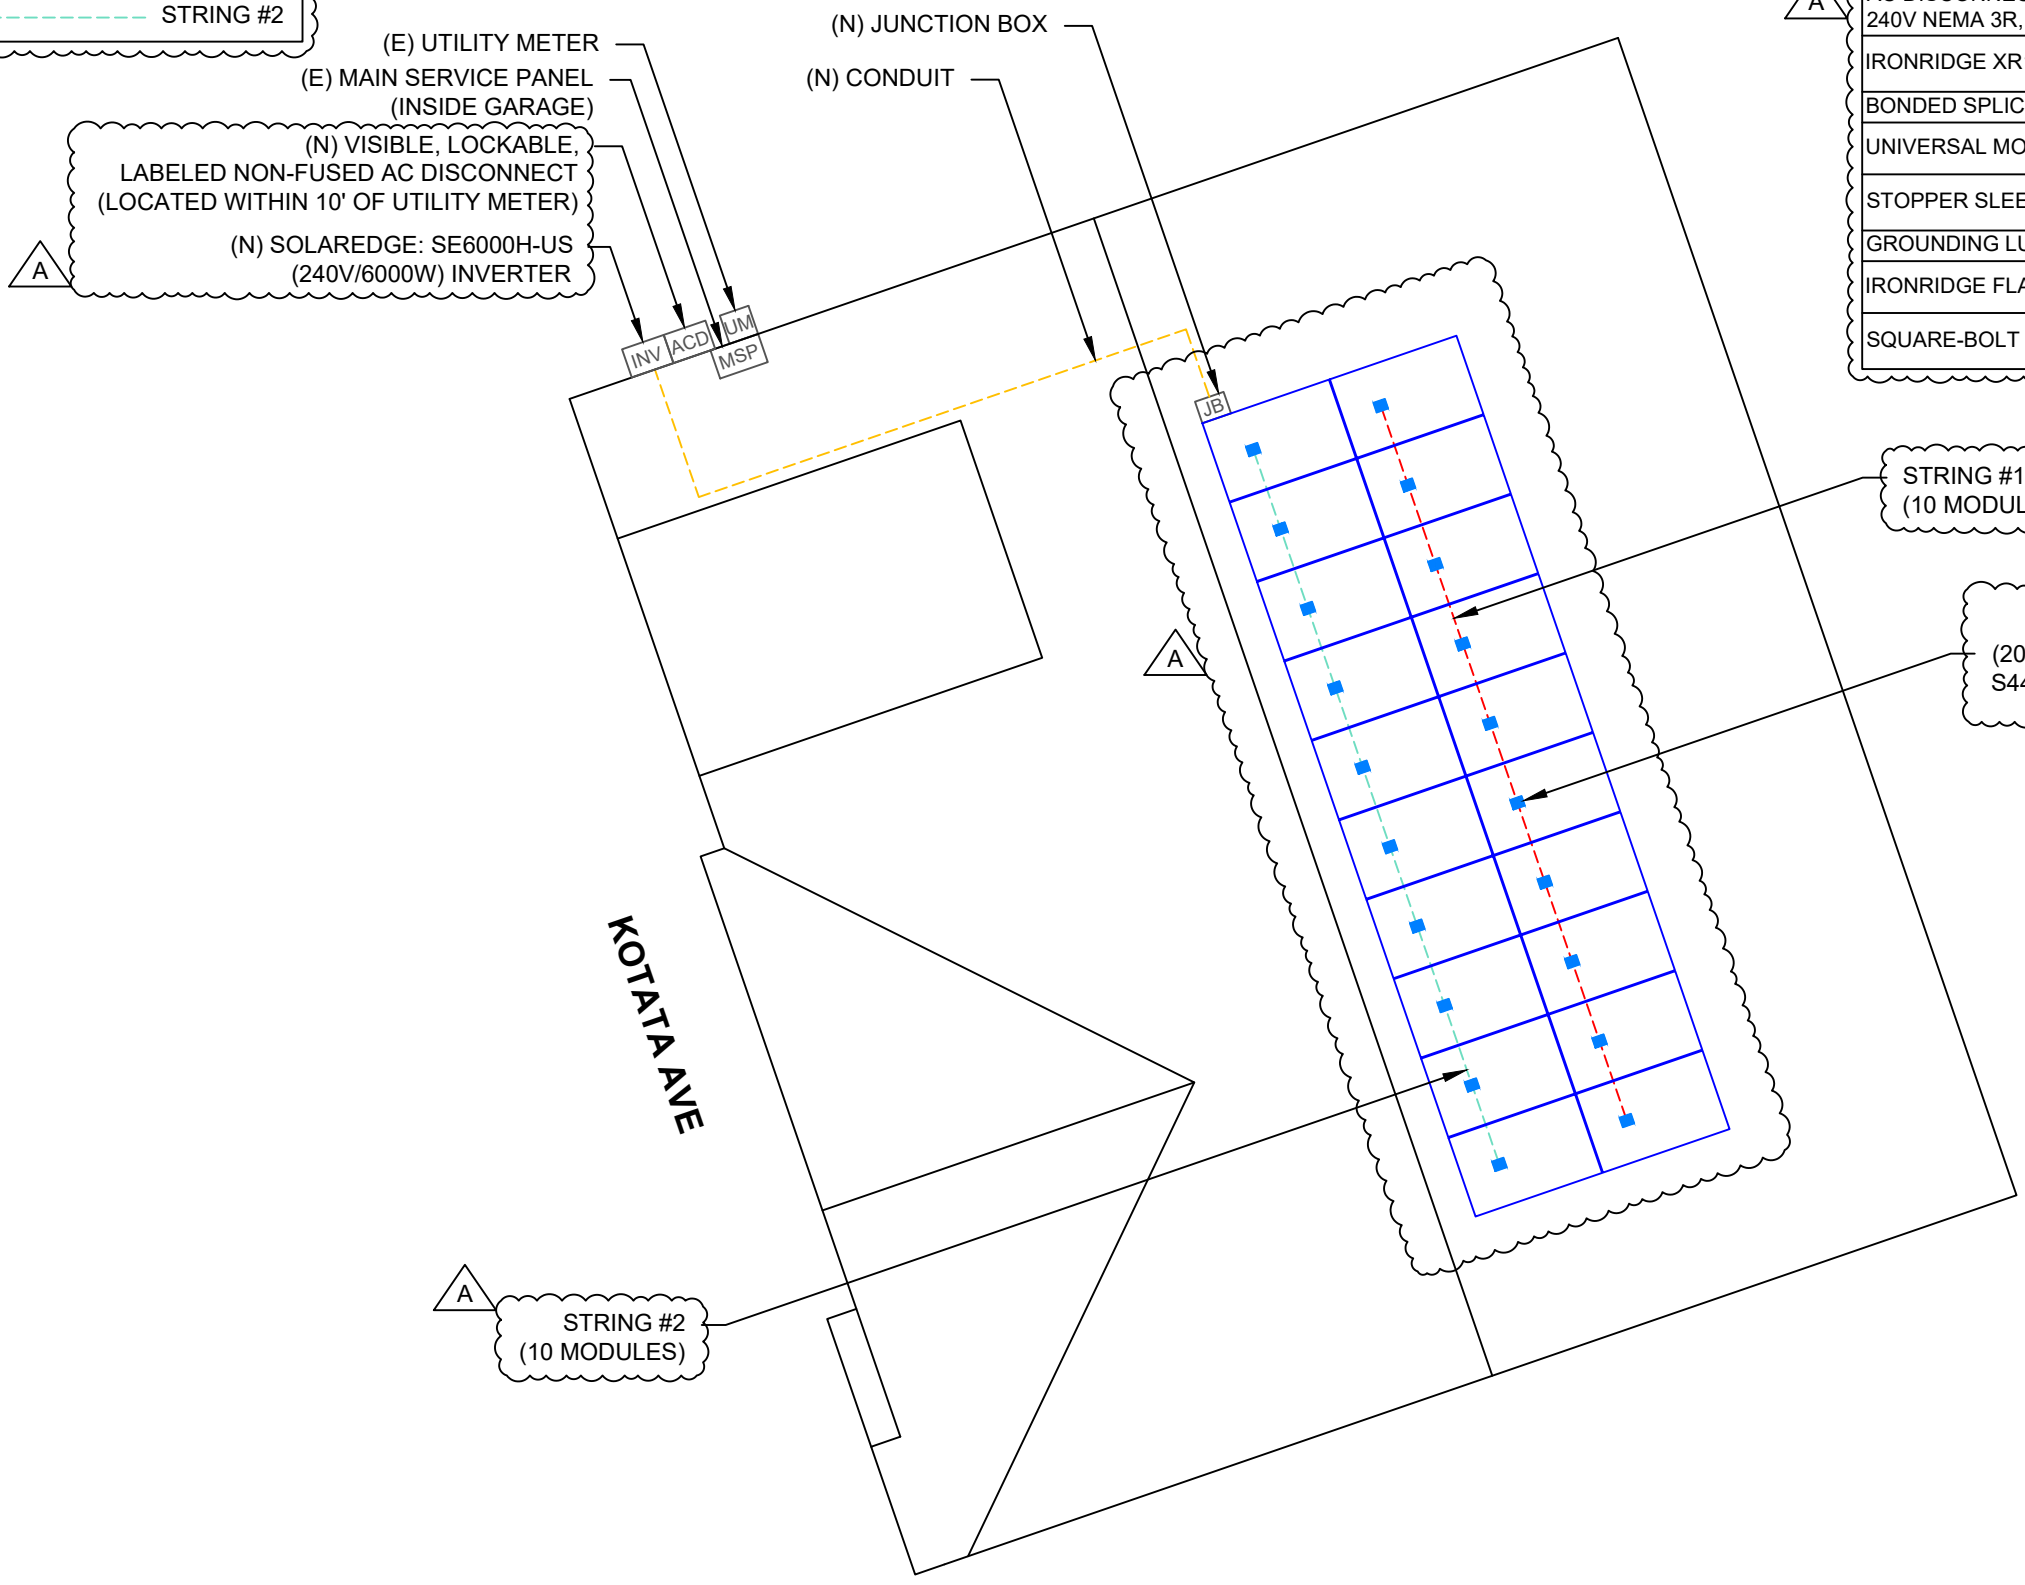 STRING #2
(E) UTILITY METER
(E) MAIN SERVICE PANEL
(INSIDE GARAGE)
(N) VISIBLE, LOCKABLE,
LABELED NON-FUSED AC DISCONNECT
(LOCATED WITHIN 10' OF UTILITY METER)
(N) SOLAREDGE: SE6000H-US
(240V/6000W) INVERTER
A
(N) JUNCTION BOX
(N) CONDUIT
A
240V NEMA 3R,
IRONRIDGE XR
BONDED SPLIC
UNIVERSAL MO
STOPPER SLEE
GROUNDING LU
IRONRIDGE FLA
SQUARE-BOLT
INV
ACD
UM
MSP
JB
STRING #1
(10 MODUL
(20
S44
A
KOTATA AVE
A
STRING #2
(10 MODULES)